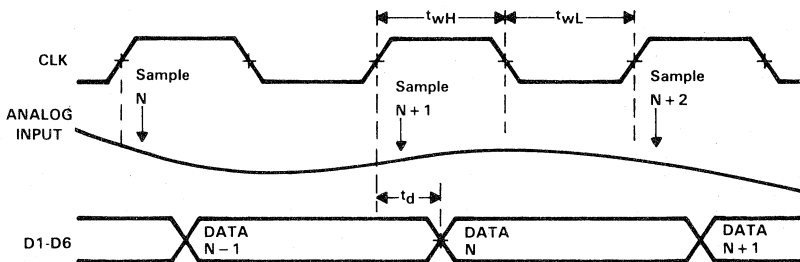 twH
twL
CLK
Sample
N
Sample
N + 1
Sample
N + 2
ANALOG
INPUT
td
D1-D6
DATA
N – 1
DATA
N
DATA
N + 1